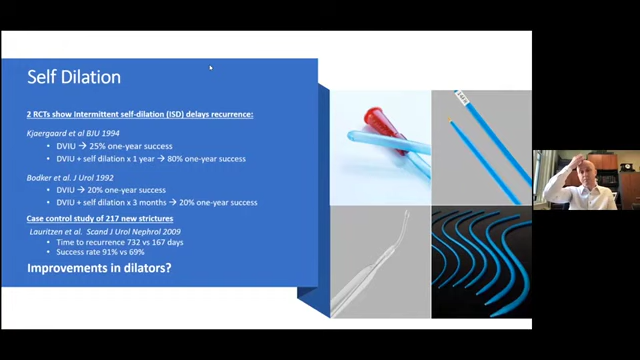 Self Dilation
2 RCTs show Intermittent self-dilation (ISD) delays recurrence:
Kjaergaard et al BJU 1994
• DVIU → 25% one-year success
• DVIU + self dilation x 1 year → 80% one-year success
Bodker et al. J Urol 1992
• DVIU → 20% one-year success
• DVIU + self dilation x 3 months → 20% one-year success
Case control study of 217 new strictures
Lauritzen et al. Scand J Urol Nephrol 2009
• Time to recurrence 732 vs 167 days
• Success rate 91% vs 69%
Improvements in dilators?